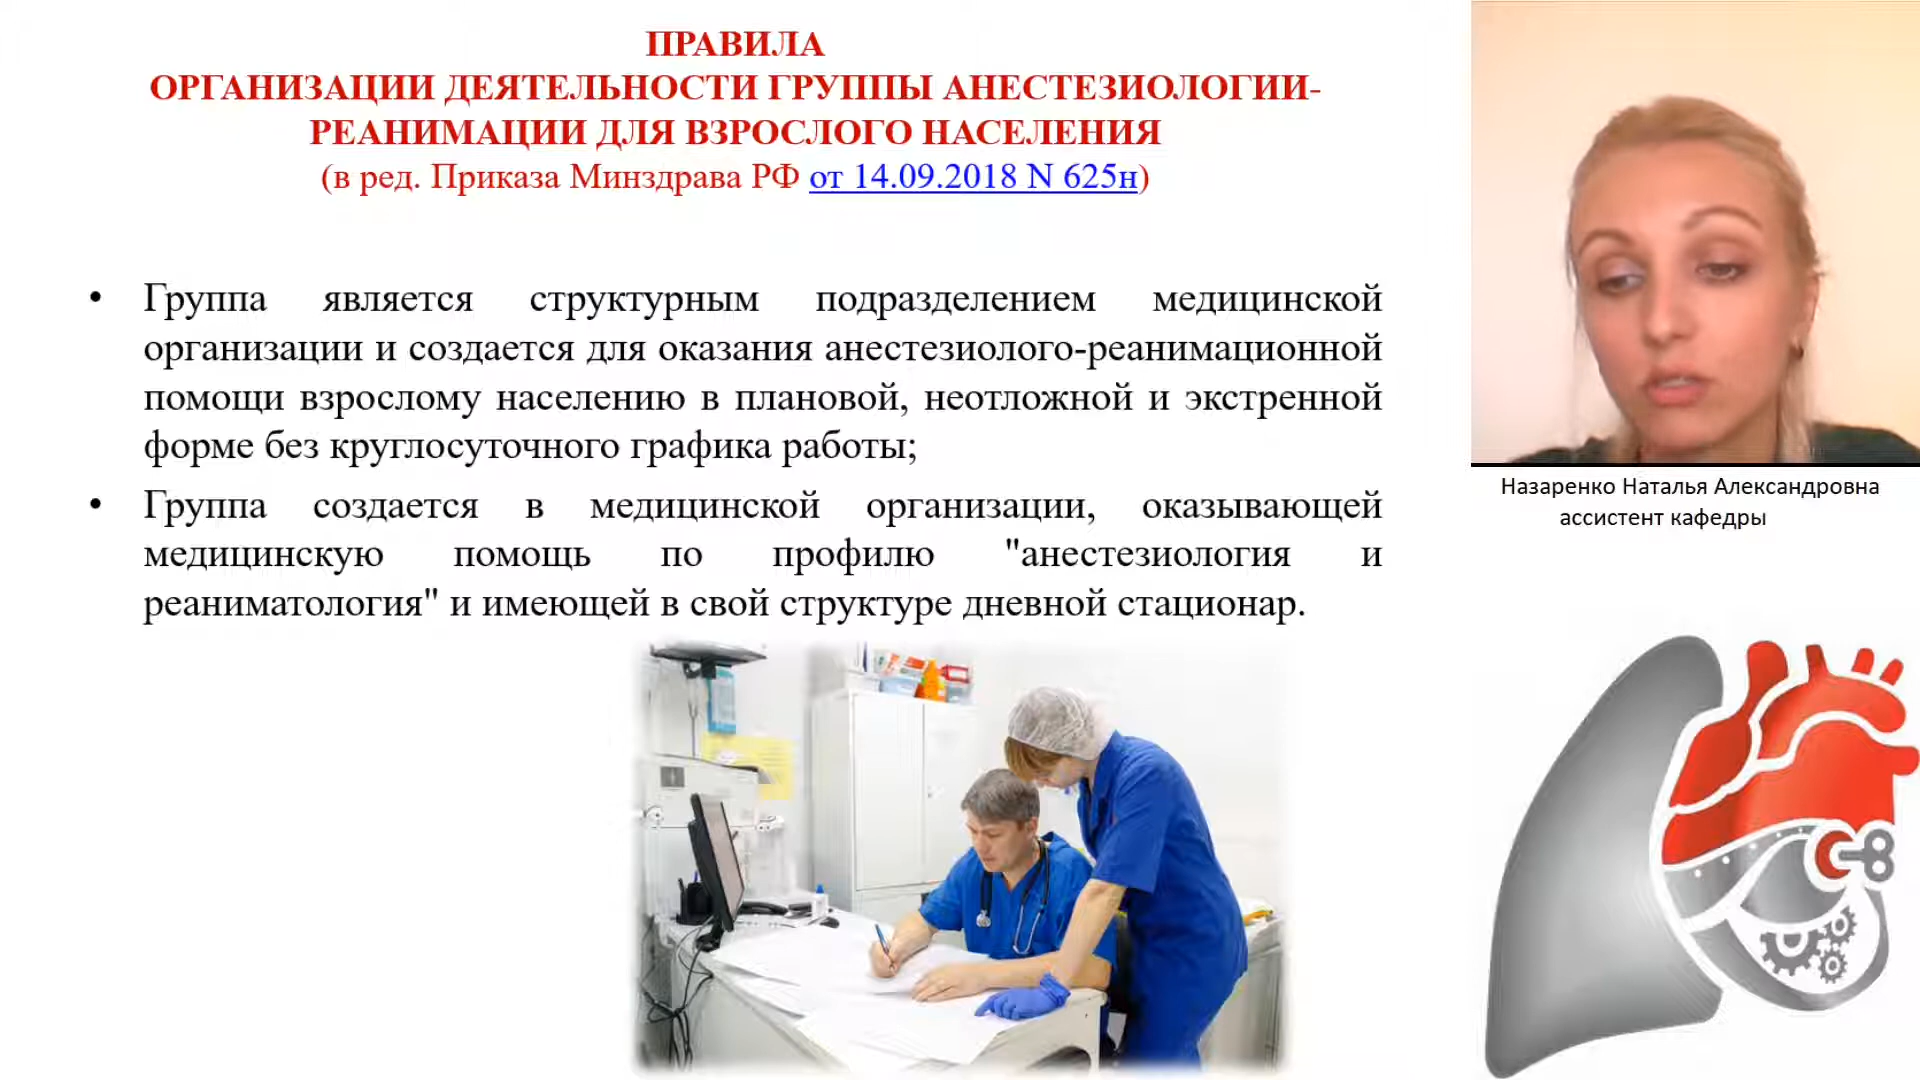 ПРАВИЛА
ОРГАНИЗАЦИИ ДЕЯТЕЛЬНОСТИ ГРУППЫ АНЕСТЕЗИОЛОГИИ-
РЕАНИМАЦИИ ДЛЯ ВЗРОСЛОГО НАСЕЛЕНИЯ
(в ред. Приказа Минздрава РФ от 14.09.2018 N 625н)
• Группа является структурным подразделением медицинской
организации и создается для оказания анестезиолого-реанимационной
помощи взрослому населению в плановой, неотложной и экстренной
форме без круглосуточного графика работы;
• Группа создается в медицинской организации, оказывающей
медицинскую помощь по профилю "анестезиология и
реаниматология" и имеющей в свой структуре дневной стационар.
Назаренко Наталья Александровна
ассистент кафедры